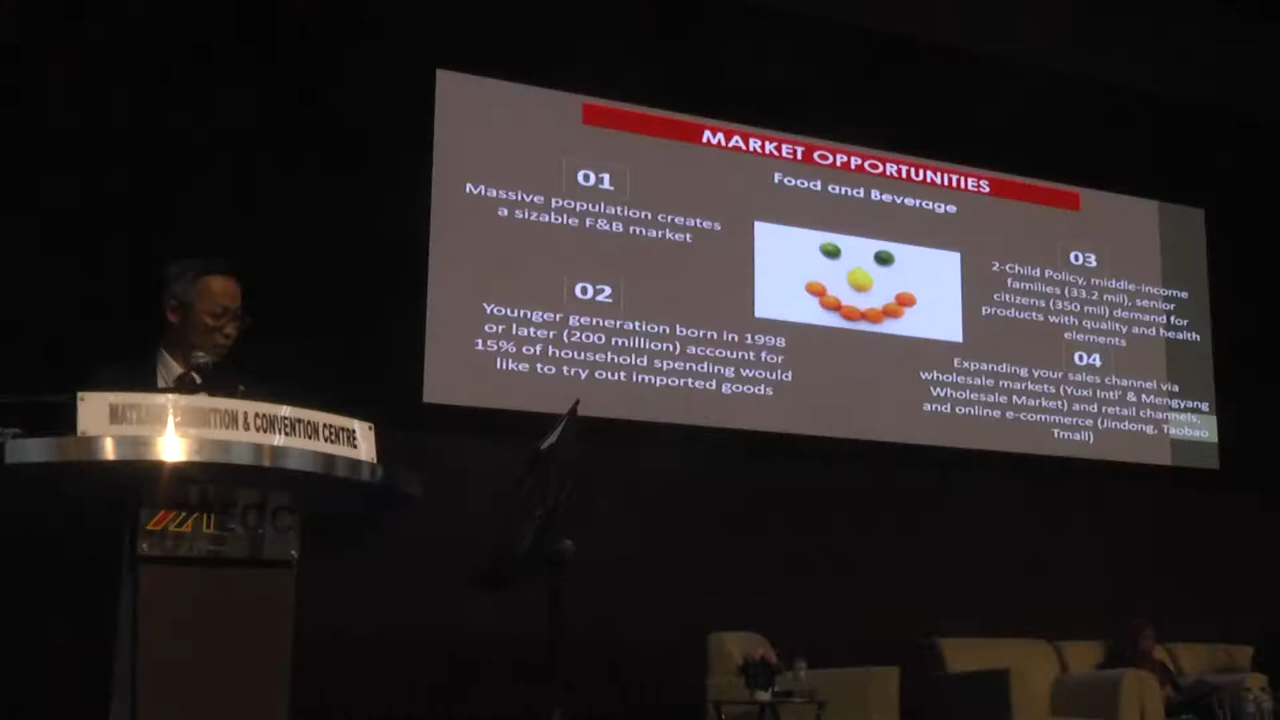 MARKET OPPORTUNITIES
Food and Beverage
01
Massive population creates
a sizable F&B market
02
Younger generation born in 1998
or later (200 million) account for
15% of household spending would
like to try out imported goods
03
2-Child Policy, middle-income
families (33.2 mil), senior
citizens (350 mil) demand for
products with quality and health
elements
04
Expanding your sales channel via
wholesale markets (Yuxi Intl’ & Mengyang
Wholesale Market) and retail channels,
and online e-commerce (Jindong, Taobao
Tmall)
& CONVENTION CENTRE